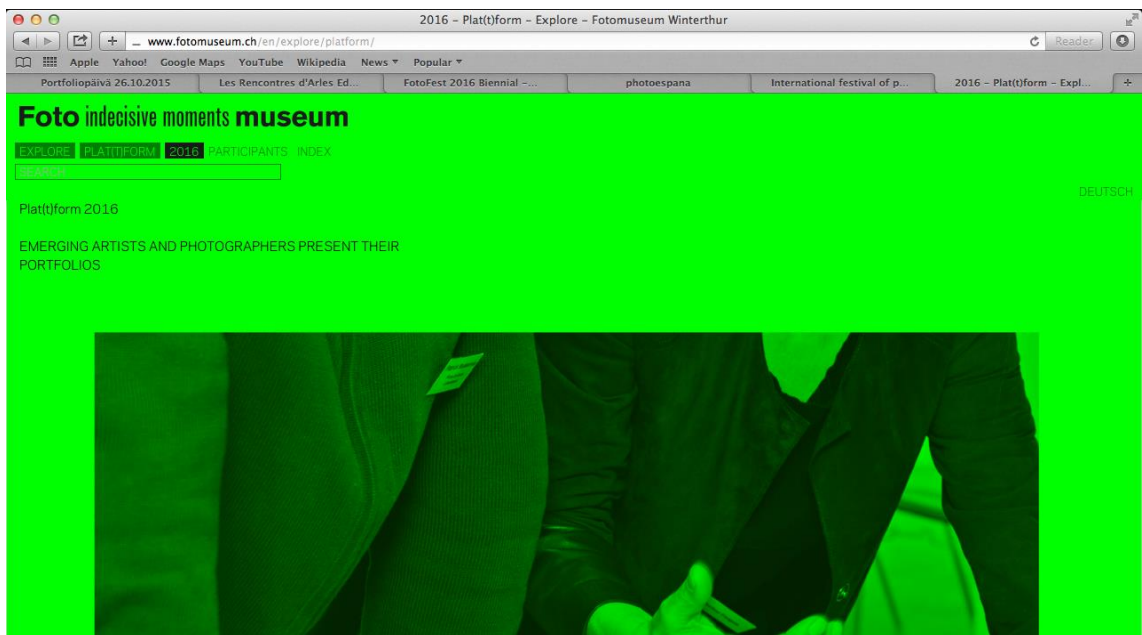 2016 – Plat(t)form – Explore – Fotomuseum Winterthur
www.fotomuseum.ch/en/explore/platform/
Reader
Apple Yahoo! Google Maps YouTube Wikipedia News Popular
Portfoliopäivä 26.10.2015 Les Rencontres d'Arles Ed... FotoFest 2016 Biennial –... photoespana International festival of p... 2016 – Plat(t)form – Expl...
Foto indecisive moments museum
EXPLORE PLAT(T)FORM 2016 PARTICIPANTS INDEX
SEARCH
DEUTSCH
Plat(t)form 2016
EMERGING ARTISTS AND PHOTOGRAPHERS PRESENT THEIR
PORTFOLIOS